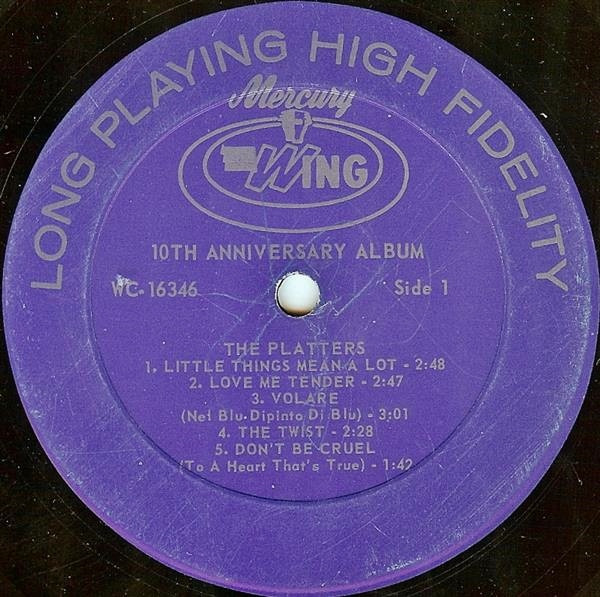 LONG PLAYING HIGH FIDELITY
Mercury
WING
10TH ANNIVERSARY ALBUM
WC-16346 Side 1
THE PLATTERS
1. LITTLE THINGS MEAN A LOT - 2:48
2. LOVE ME TENDER - 2:47
3. VOLARE
(Nel Blu Dipinto Di Blu) - 3:01
4. THE TWIST - 2:28
5. DON'T BE CRUEL
(To A Heart That's True) - 1:42